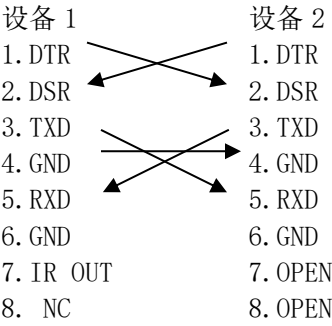 设备 1 设备 2
1. DTR 1. DTR
2. DSR 2. DSR
3. TXD 3. TXD
4. GND 4. GND
5. RXD 5. RXD
6. GND 6. GND
7. IR OUT 7. OPEN
8. NC 8. OPEN